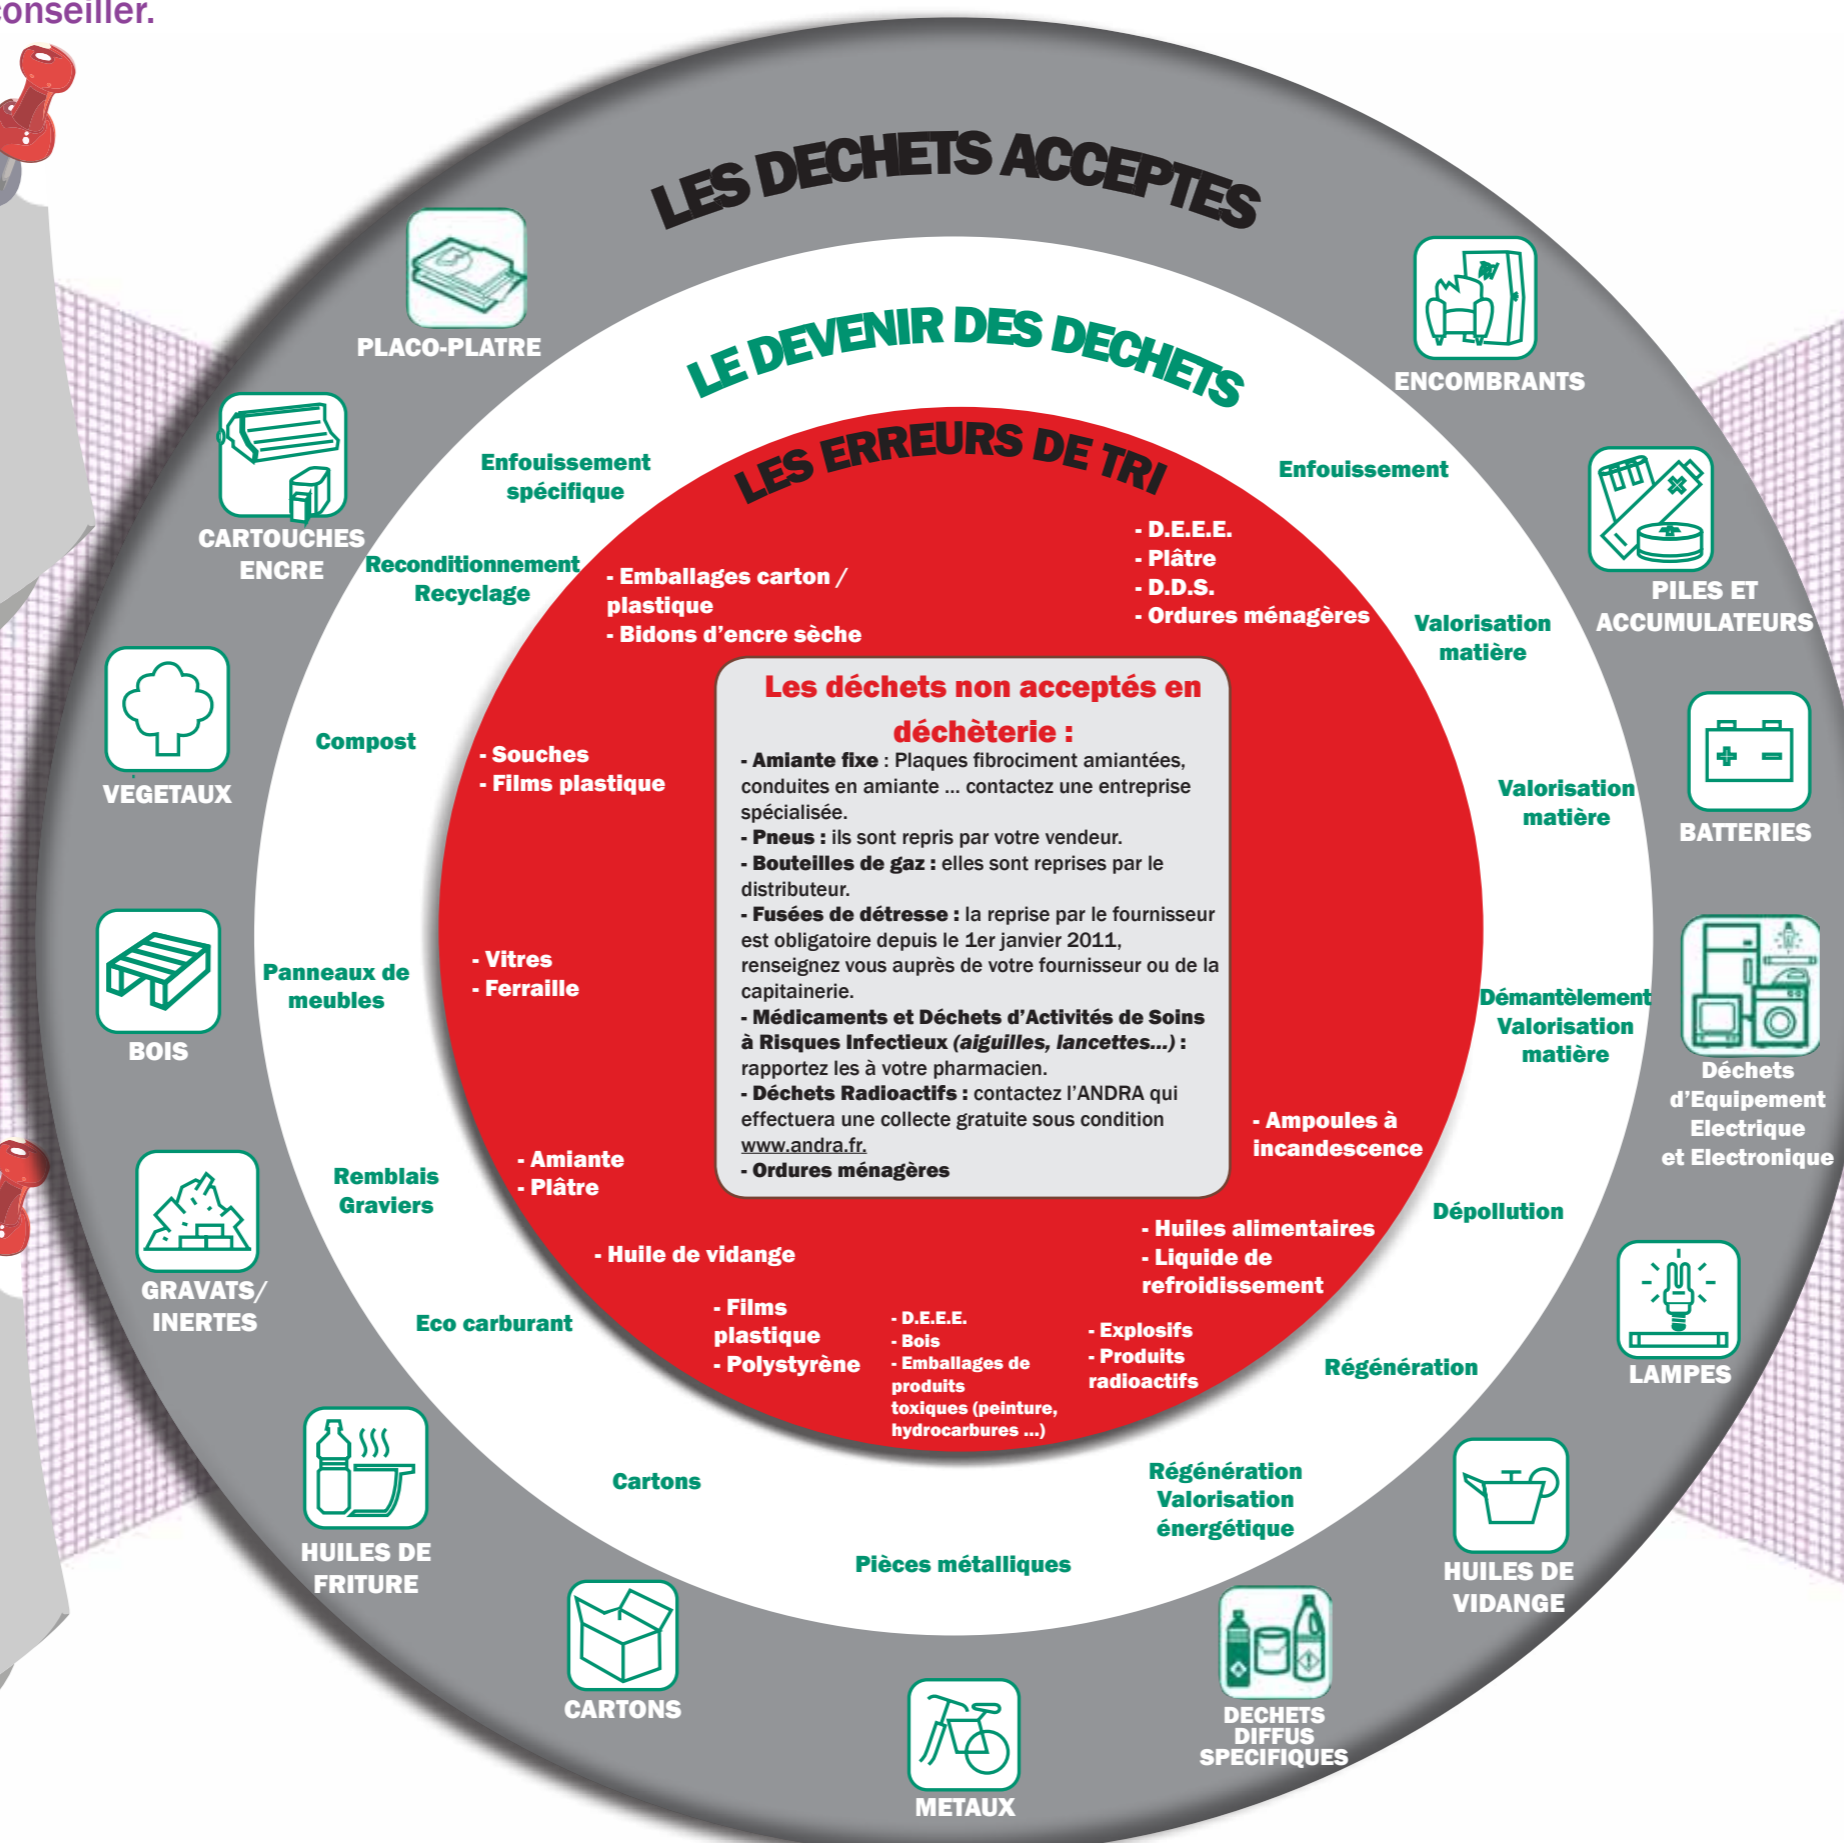 conseiller.
LES DECHETS ACCEPTES
LE DEVENIR DES DECHETS
LES ERREURS DE TRI
PLACO-PLATRE
Enfouissement
spécifique
CARTOUCHES
ENCRE
Reconditionnement
Recyclage
- Emballages carton /
plastique
- Bidons d'encre sèche
VEGETAUX
Compost
- Souches
- Films plastique
BOIS
Panneaux de
meubles
- Vitres
- Ferraille
GRAVATS/
INERTES
Remblais
Graviers
- Amiante
- Plâtre
HUILES DE
FRITURE
Eco carburant
- Huile de vidange
CARTONS
Cartons
- Films
plastique
- Polystyrène
METAUX
Pièces métalliques
- D.E.E.E.
- Bois
- Emballages de
produits
toxiques (peinture,
hydrocarbures ...)
DECHETS
DIFFUS
SPECIFIQUES
Régénération
Valorisation
énergétique
- Explosifs
- Produits
radioactifs
HUILES DE
VIDANGE
Régénération
- Huiles alimentaires
- Liquide de
refroidissement
LAMPES
Dépollution
- Ampoules à
incandescence
Déchets
d'Equipement
Electrique
et Electronique
Démantèlement
Valorisation
matière
BATTERIES
Valorisation
matière
PILES ET
ACCUMULATEURS
Valorisation
matière
ENCOMBRANTS
Enfouissement
- D.E.E.E.
- Plâtre
- D.D.S.
- Ordures ménagères
Les déchets non acceptés en
déchèterie :
- Amiante fixe : Plaques fibrociment amiantées,
conduites en amiante ... contactez une entreprise
spécialisée.
- Pneus : ils sont repris par votre vendeur.
- Bouteilles de gaz : elles sont reprises par le
distributeur.
- Fusées de détresse : la reprise par le fournisseur
est obligatoire depuis le 1er janvier 2011,
renseignez vous auprès de votre fournisseur ou de la
capitainerie.
- Médicaments et Déchets d'Activités de Soins
à Risques Infectieux (aiguilles, lancettes...) :
rapportez les à votre pharmacien.
- Déchets Radioactifs : contactez l'ANDRA qui
effectuera une collecte gratuite sous condition
www.andra.fr.
- Ordures ménagères